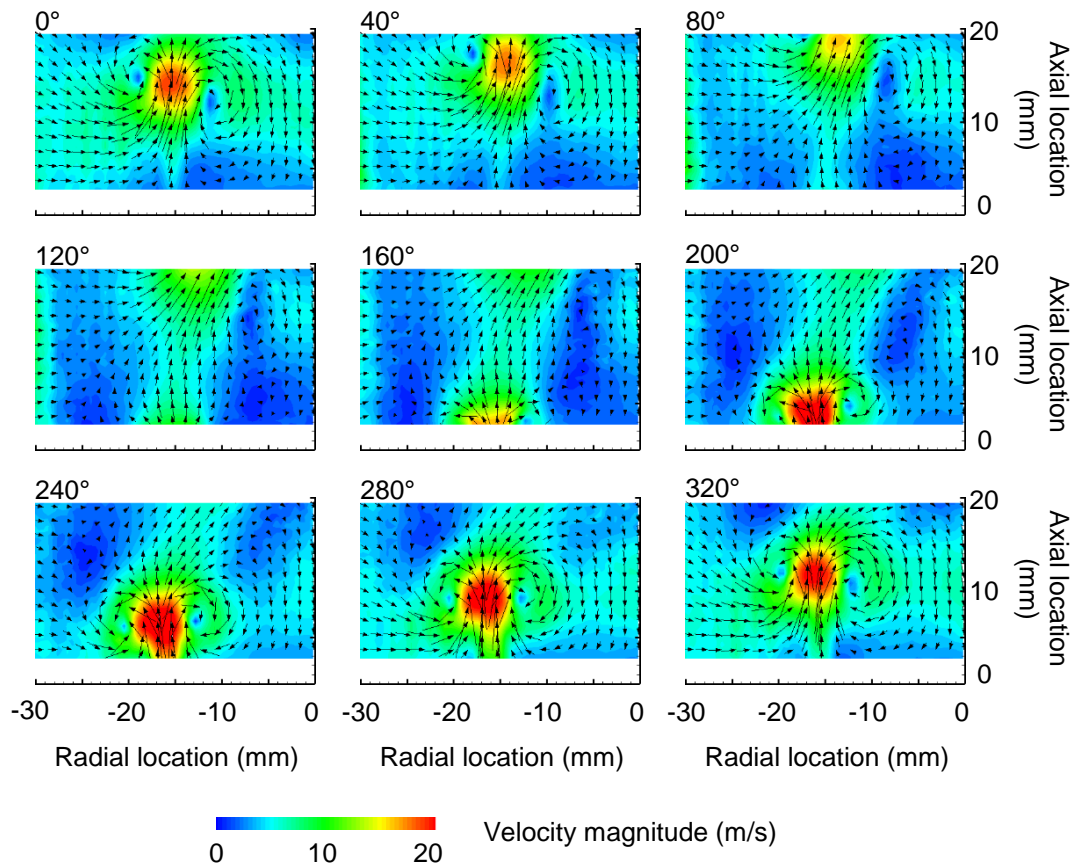 0° 40° 80° 20
10
0
Axial location
(mm)
120° 160° 200° 20
10
0
Axial location
(mm)
240° 280° 320° 20
10
0
Axial location
(mm)
-30 -20 -10 0 -30 -20 -10 0 -30 -20 -10 0
Radial location (mm) Radial location (mm) Radial location (mm)
0 10 20 Velocity magnitude (m/s)